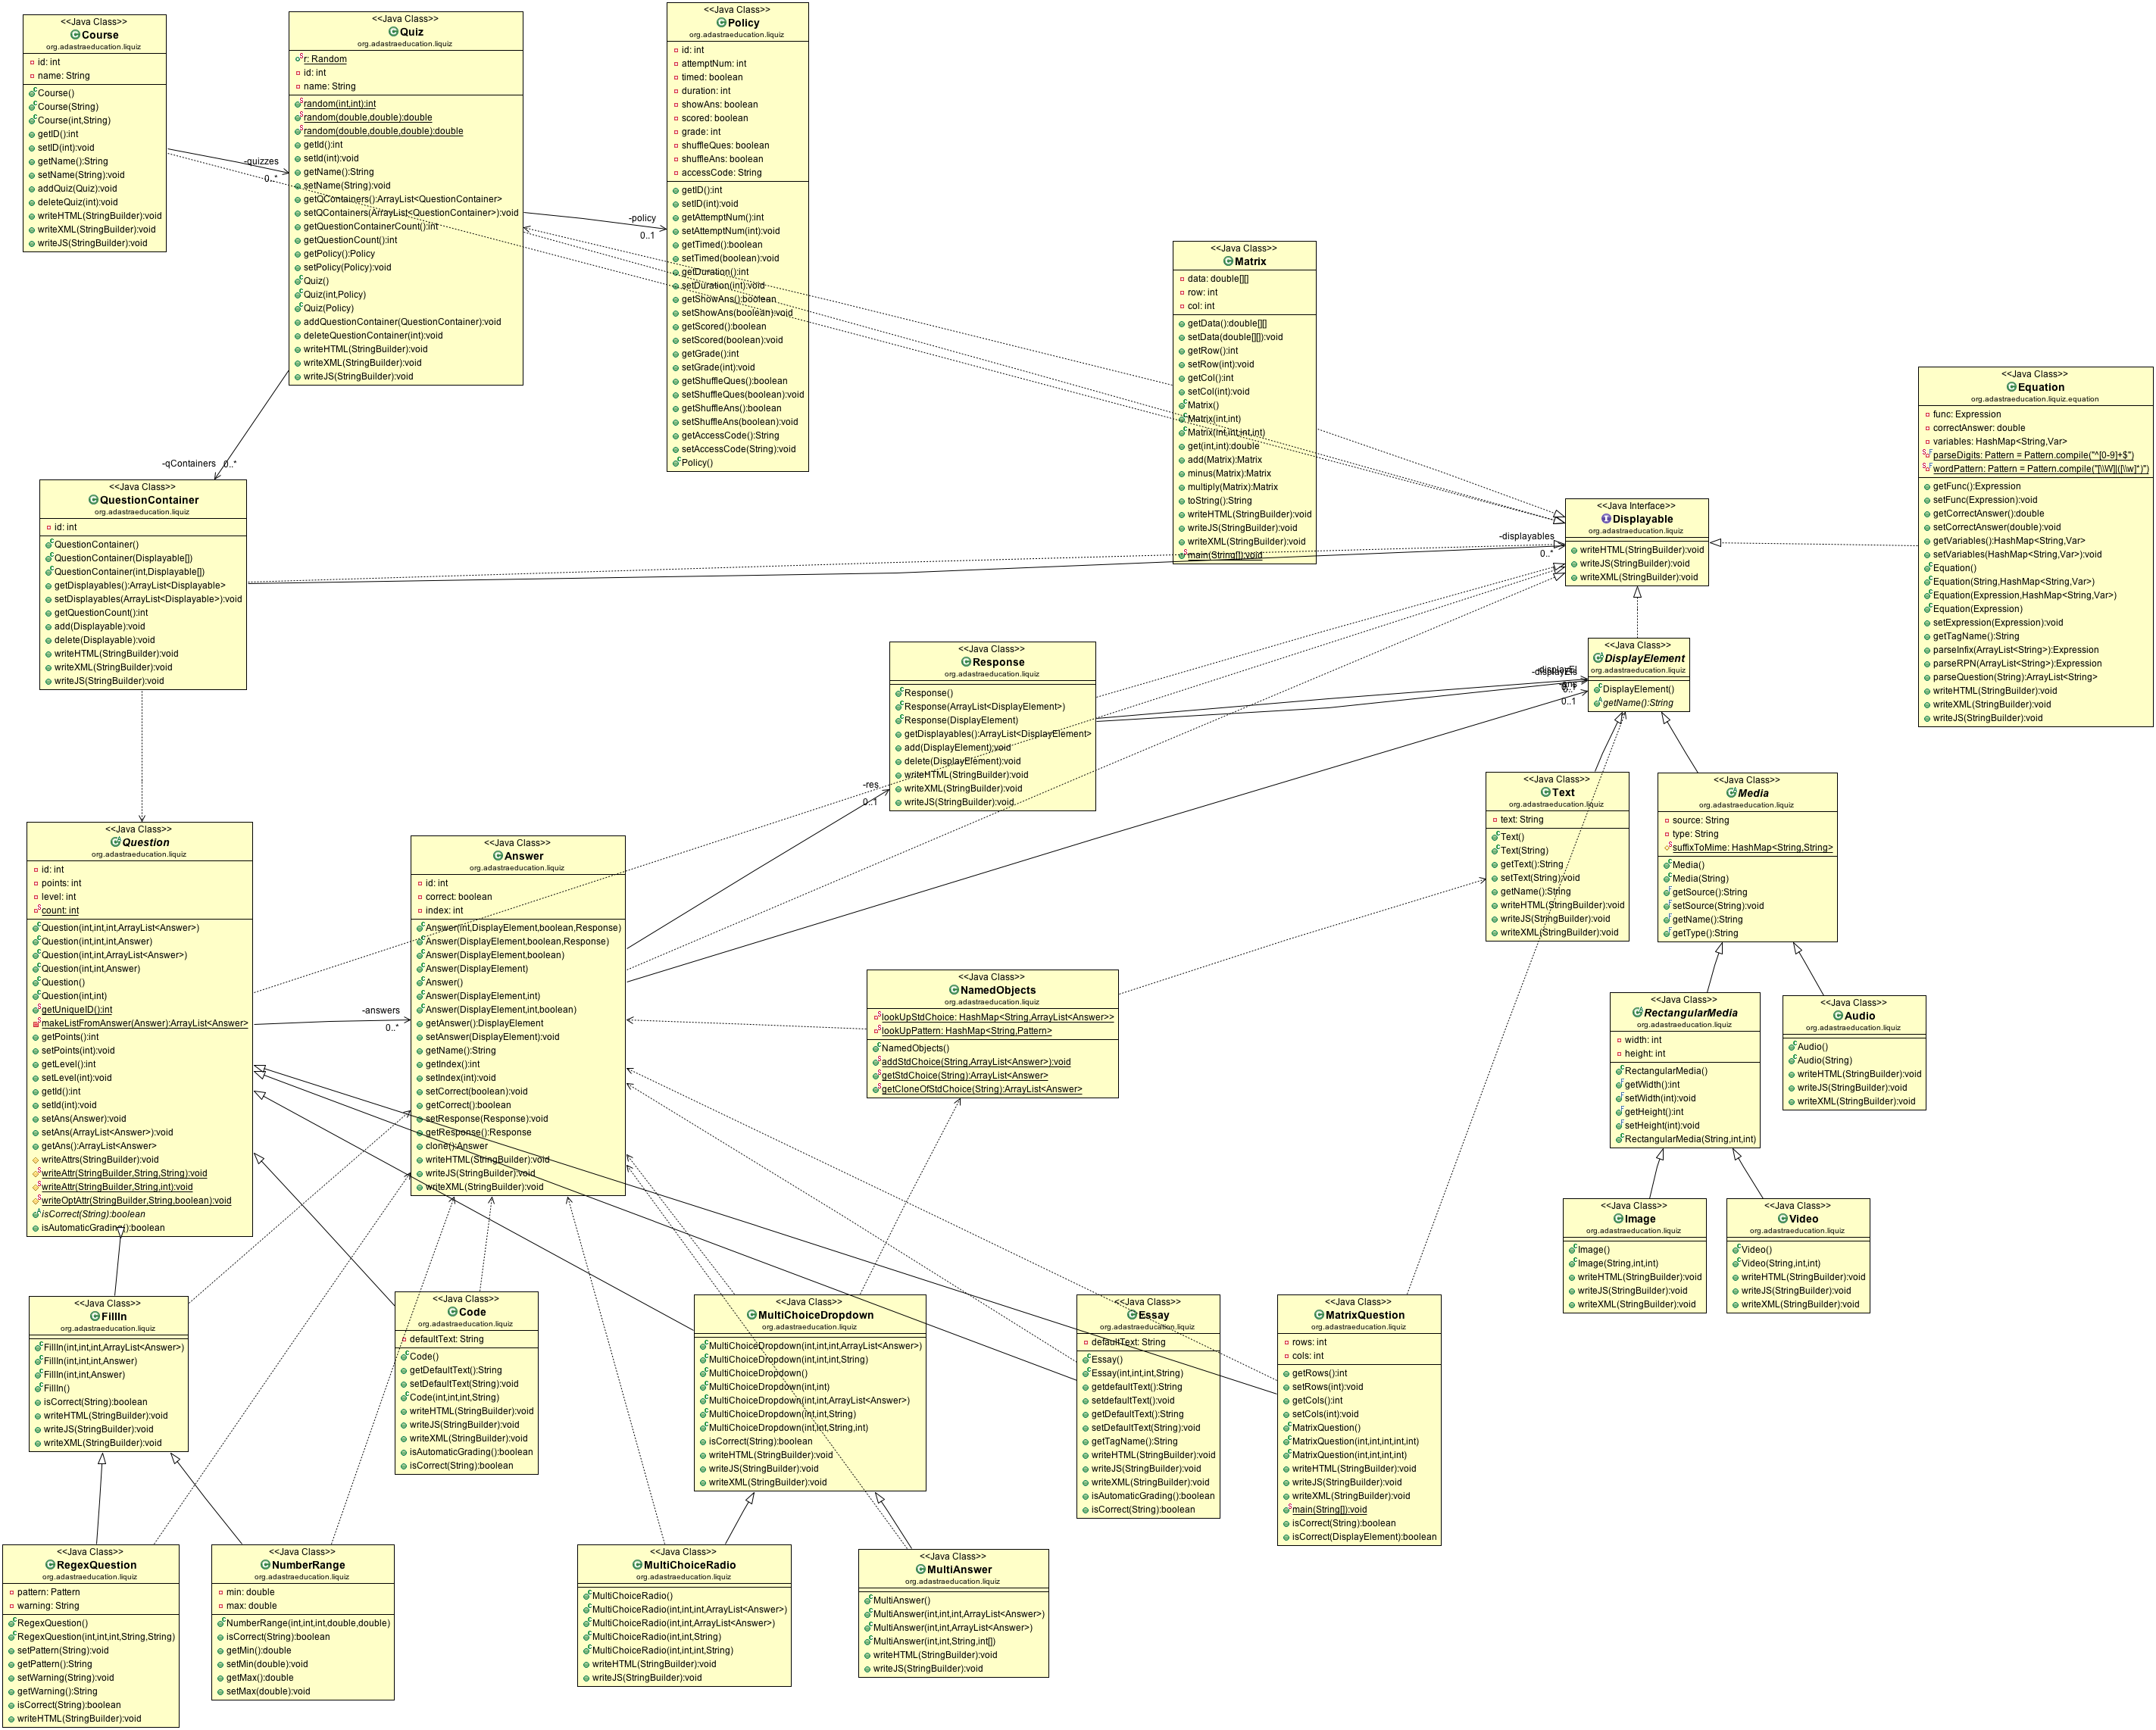 <<Java Class>>
Course
org.adastraeducation.liquiz
id: int
name: String
Course()
Course(String)
Course(int,String)
getID():int
setID(int):void
getName():String
setName(String):void
addQuiz(Quiz):void
deleteQuiz(int):void
writeHTML(StringBuilder):void
writeXML(StringBuilder):void
writeJS(StringBuilder):void
-quizzes
0..*
<<Java Class>>
Quiz
org.adastraeducation.liquiz
r: Random
id: int
name: String
random(int,int):int
random(double,double):double
random(double,double,double):double
getId():int
setId(int):void
getName():String
setName(String):void
getQContainers():ArrayList<QuestionContainer>
setQContainers(ArrayList<QuestionContainer>):void
getQuestionContainerCount():int
getQuestionCount():int
getPolicy():Policy
setPolicy(Policy):void
Quiz()
Quiz(int,Policy)
Quiz(Policy)
addQuestionContainer(QuestionContainer):void
deleteQuestionContainer(int):void
writeHTML(StringBuilder):void
writeXML(StringBuilder):void
writeJS(StringBuilder):void
-policy
0..1
<<Java Class>>
Policy
org.adastraeducation.liquiz
id: int
attemptNum: int
timed: boolean
duration: int
showAns: boolean
scored: boolean
grade: int
shuffleQues: boolean
shuffleAns: boolean
accessCode: String
getID():int
setID(int):void
getAttemptNum():int
setAttemptNum(int):void
getTimed():boolean
setTimed(boolean):void
getDuration():int
setDuration(int):void
getShowAns():boolean
setShowAns(boolean):void
getScored():boolean
setScored(boolean):void
getGrade():int
setGrade(int):void
getShuffleQues():boolean
setShuffleQues(boolean):void
getShuffleAns():boolean
setShuffleAns(boolean):void
getAccessCode():String
setAccessCode(String):void
Policy()
<<Java Class>>
Matrix
org.adastraeducation.liquiz
data: double[][]
row: int
col: int
getData():double[][]
setData(double[][]):void
getRow():int
setRow(int):void
getCol():int
setCol(int):void
Matrix()
Matrix(int,int)
Matrix(int,int,int,int)
get(int,int):double
add(Matrix):Matrix
minus(Matrix):Matrix
multiply(Matrix):Matrix
toString():String
writeHTML(StringBuilder):void
writeJS(StringBuilder):void
writeXML(StringBuilder):void
main(String[]):void
<<Java Class>>
Equation
org.adastraeducation.liquiz.equation
func: Expression
correctAnswer: double
variables: HashMap<String,Var>
parseDigits: Pattern = Pattern.compile("^[0-9]+$")
wordPattern: Pattern = Pattern.compile("[\\W]|([\\w]*)")
getFunc():Expression
setFunc(Expression):void
getCorrectAnswer():double
setCorrectAnswer(double):void
getVariables():HashMap<String,Var>
setVariables(HashMap<String,Var>):void
Equation()
Equation(String,HashMap<String,Var>)
Equation(Expression,HashMap<String,Var>)
Equation(Expression)
setExpression(Expression):void
getTagName():String
parseInfix(ArrayList<String>):Expression
parseRPN(ArrayList<String>):Expression
parseQuestion(String):ArrayList<String>
writeHTML(StringBuilder):void
writeXML(StringBuilder):void
writeJS(StringBuilder):void
-qContainers
0..*
<<Java Class>>
QuestionContainer
org.adastraeducation.liquiz
id: int
QuestionContainer()
QuestionContainer(Displayable[])
QuestionContainer(int,Displayable[])
getDisplayables():ArrayList<Displayable>
setDisplayables(ArrayList<Displayable>):void
getQuestionCount():int
add(Displayable):void
delete(Displayable):void
writeHTML(StringBuilder):void
writeXML(StringBuilder):void
writeJS(StringBuilder):void
-displayables
0..*
<<Java Interface>>
Displayable
org.adastraeducation.liquiz
writeHTML(StringBuilder):void
writeJS(StringBuilder):void
writeXML(StringBuilder):void
<<Java Class>>
Response
org.adastraeducation.liquiz
Response()
Response(ArrayList<DisplayElement>)
Response(DisplayElement)
getDisplayables():ArrayList<DisplayElement>
add(DisplayElement):void
delete(DisplayElement):void
writeHTML(StringBuilder):void
writeXML(StringBuilder):void
writeJS(StringBuilder):void
-displayEls
0..1
<<Java Class>>
DisplayElement
org.adastraeducation.liquiz
DisplayElement()
getName():String
-res
0..1
<<Java Class>>
Text
org.adastraeducation.liquiz
text: String
Text()
Text(String)
getText():String
setText(String):void
getName():String
writeHTML(StringBuilder):void
writeJS(StringBuilder):void
writeXML(StringBuilder):void
<<Java Class>>
Media
org.adastraeducation.liquiz
source: String
type: String
suffixToMime: HashMap<String,String>
Media()
Media(String)
getSource():String
setSource(String):void
getName():String
getType():String
<<Java Class>>
Question
org.adastraeducation.liquiz
id: int
points: int
level: int
count: int
Question(int,int,int,ArrayList<Answer>)
Question(int,int,int,Answer)
Question(int,int,ArrayList<Answer>)
Question(int,int,Answer)
Question()
Question(int,int)
getUniqueID():int
makeListFromAnswer(Answer):ArrayList<Answer>
getPoints():int
setPoints(int):void
getLevel():int
setLevel(int):void
getId():int
setId(int):void
setAns(Answer):void
setAns(ArrayList<Answer>):void
getAns():ArrayList<Answer>
writeAttrs(StringBuilder):void
writeAttr(StringBuilder,String,String):void
writeAttr(StringBuilder,String,int):void
writeOptAttr(StringBuilder,String,boolean):void
isCorrect(String):boolean
isAutomaticGrading():boolean
-answers
0..*
<<Java Class>>
Answer
org.adastraeducation.liquiz
id: int
correct: boolean
index: int
Answer(int,DisplayElement,boolean,Response)
Answer(DisplayElement,boolean,Response)
Answer(DisplayElement,boolean)
Answer(DisplayElement)
Answer()
Answer(DisplayElement,int)
Answer(DisplayElement,int,boolean)
getAnswer():DisplayElement
setAnswer(DisplayElement):void
getName():String
getIndex():int
setIndex(int):void
setCorrect(boolean):void
getCorrect():boolean
setResponse(Response):void
getResponse():Response
clone():Answer
writeHTML(StringBuilder):void
writeJS(StringBuilder):void
writeXML(StringBuilder):void
<<Java Class>>
NamedObjects
org.adastraeducation.liquiz
lookUpStdChoice: HashMap<String,ArrayList<Answer>>
lookUpPattern: HashMap<String,Pattern>
NamedObjects()
addStdChoice(String,ArrayList<Answer>):void
getStdChoice(String):ArrayList<Answer>
getCloneOfStdChoice(String):ArrayList<Answer>
<<Java Class>>
RectangularMedia
org.adastraeducation.liquiz
width: int
height: int
RectangularMedia()
getWidth():int
setWidth(int):void
getHeight():int
setHeight(int):void
RectangularMedia(String,int,int)
<<Java Class>>
Audio
org.adastraeducation.liquiz
Audio()
Audio(String)
writeHTML(StringBuilder):void
writeJS(StringBuilder):void
writeXML(StringBuilder):void
<<Java Class>>
Image
org.adastraeducation.liquiz
Image()
Image(String,int,int)
writeHTML(StringBuilder):void
writeJS(StringBuilder):void
writeXML(StringBuilder):void
<<Java Class>>
Video
org.adastraeducation.liquiz
Video()
Video(String,int,int)
writeHTML(StringBuilder):void
writeJS(StringBuilder):void
writeXML(StringBuilder):void
<<Java Class>>
FillIn
org.adastraeducation.liquiz
FillIn(int,int,int,ArrayList<Answer>)
FillIn(int,int,int,Answer)
FillIn(int,int,Answer)
FillIn()
isCorrect(String):boolean
writeHTML(StringBuilder):void
writeJS(StringBuilder):void
writeXML(StringBuilder):void
<<Java Class>>
Code
org.adastraeducation.liquiz
defaultText: String
Code()
getDefaultText():String
setDefaultText(String):void
Code(int,int,int,String)
writeHTML(StringBuilder):void
writeJS(StringBuilder):void
writeXML(StringBuilder):void
isAutomaticGrading():boolean
isCorrect(String):boolean
<<Java Class>>
MultiChoiceDropdown
org.adastraeducation.liquiz
MultiChoiceDropdown(int,int,int,ArrayList<Answer>)
MultiChoiceDropdown(int,int,int,String)
MultiChoiceDropdown()
MultiChoiceDropdown(int,int)
MultiChoiceDropdown(int,int,ArrayList<Answer>)
MultiChoiceDropdown(int,int,String)
MultiChoiceDropdown(int,int,String,int)
isCorrect(String):boolean
writeHTML(StringBuilder):void
writeJS(StringBuilder):void
writeXML(StringBuilder):void
<<Java Class>>
Essay
org.adastraeducation.liquiz
defaultText: String
Essay()
Essay(int,int,int,String)
getdefaultText():String
setdefaultText():void
getDefaultText():String
setDefaultText(String):void
getTagName():String
writeHTML(StringBuilder):void
writeJS(StringBuilder):void
writeXML(StringBuilder):void
isAutomaticGrading():boolean
isCorrect(String):boolean
<<Java Class>>
MatrixQuestion
org.adastraeducation.liquiz
rows: int
cols: int
getRows():int
setRows(int):void
getCols():int
setCols(int):void
MatrixQuestion()
MatrixQuestion(int,int,int,int,int)
MatrixQuestion(int,int,int,int)
writeHTML(StringBuilder):void
writeJS(StringBuilder):void
writeXML(StringBuilder):void
main(String[]):void
isCorrect(String):boolean
isCorrect(DisplayElement):boolean
<<Java Class>>
RegexQuestion
org.adastraeducation.liquiz
pattern: Pattern
warning: String
RegexQuestion()
RegexQuestion(int,int,int,String,String)
setPattern(String):void
getPattern():String
setWarning(String):void
getWarning():String
isCorrect(String):boolean
writeHTML(StringBuilder):void
<<Java Class>>
NumberRange
org.adastraeducation.liquiz
min: double
max: double
NumberRange(int,int,int,double,double)
isCorrect(String):boolean
getMin():double
setMin(double):void
getMax():double
setMax(double):void
<<Java Class>>
MultiChoiceRadio
org.adastraeducation.liquiz
MultiChoiceRadio()
MultiChoiceRadio(int,int,int,ArrayList<Answer>)
MultiChoiceRadio(int,int,ArrayList<Answer>)
MultiChoiceRadio(int,int,String)
MultiChoiceRadio(int,int,int,String)
writeHTML(StringBuilder):void
writeJS(StringBuilder):void
<<Java Class>>
MultiAnswer
org.adastraeducation.liquiz
MultiAnswer()
MultiAnswer(int,int,int,ArrayList<Answer>)
MultiAnswer(int,int,ArrayList<Answer>)
MultiAnswer(int,int,String,int[])
writeHTML(StringBuilder):void
writeJS(StringBuilder):void